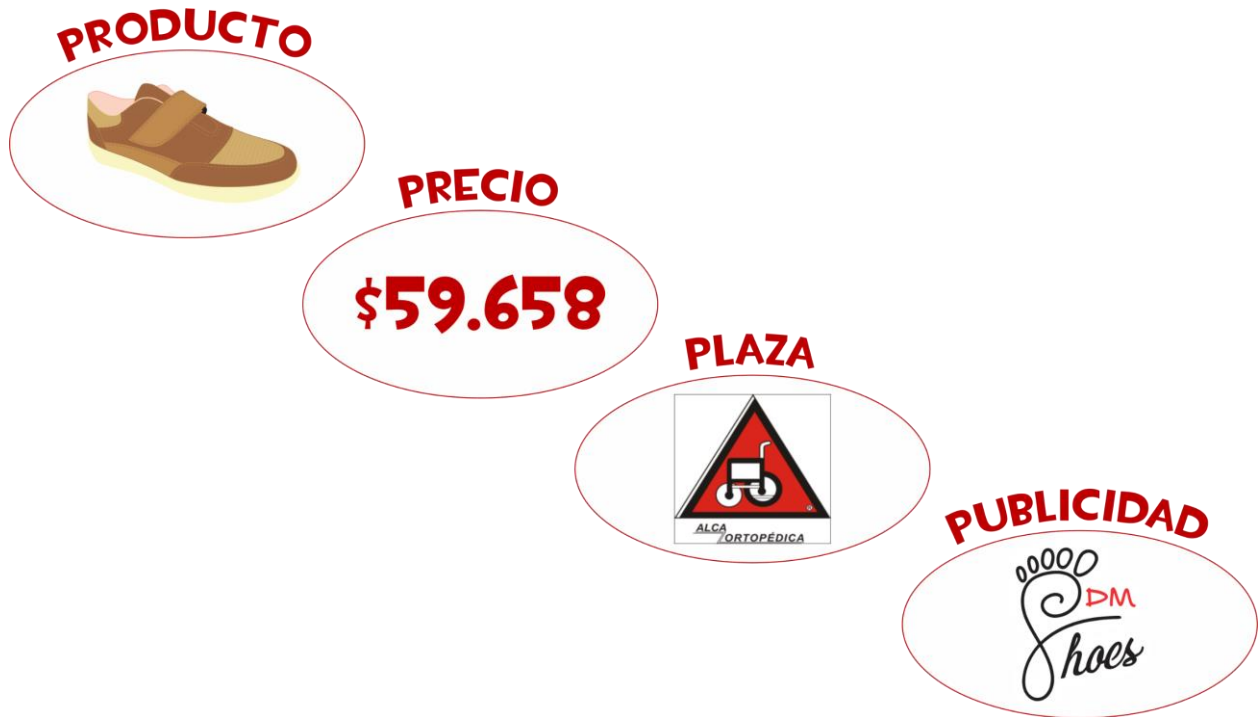 PRODUCTO
PRECIO
$59.658
PLAZA
ALCA
ORTOPÉDICA
PUBLICIDAD
DM
Shoes